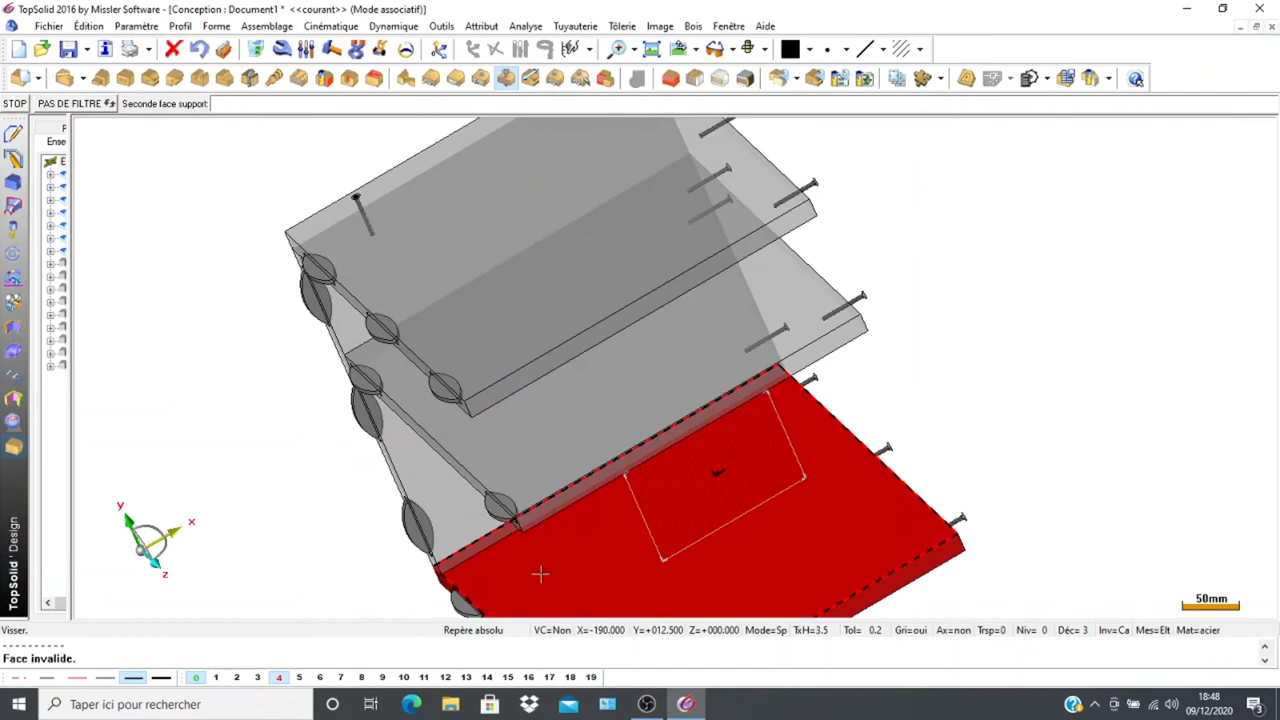 TopSolid 2016 by Missler Software - [Conception : Document1 * <<courant>> (Mode associatif)]
Fichier Édition Paramètre Profil Forme Assemblage Cinématique Dynamique Outils Attribut Analyse Tuyauterie Tôlerie Image Bois Fenêtre Aide
STOP PAS DE FILTRE Seconde face support:
Ense
E
y
x
z
TopSolid 'Design
50mm
Visser. Repère absolu VC=Non X=-190.000 Y=+012.500 Z=+000.000 Mode=Sp TxH=3.5 Tol= 0.2 Gri=oui Ax=non Trsp=0 Niv= 0 Déc= 3 Inv=Ca Mes=Elt Mat=acier
----------
Face invalide.
0 1 2 3 4 5 6 7 8 9 10 11 12 13 14 15 16 17 18 19
Taper ici pour rechercher
18:48
09/12/2020
3